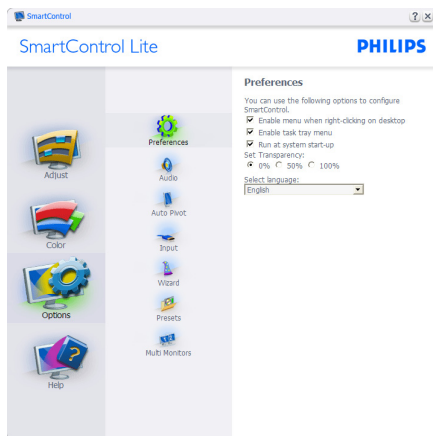 SmartControl
SmartControl Lite
PHILIPS
Adjust
Color
Options
Help
Preferences
Audio
Auto Pivot
Input
Wizard
Presets
Multi Monitors
Preferences
You can use the following options to configure
SmartControl.
Enable menu when right-clicking on desktop
Enable task tray menu
Run at system start-up
Set Transparency:
0% 50% 100%
Select language:
English